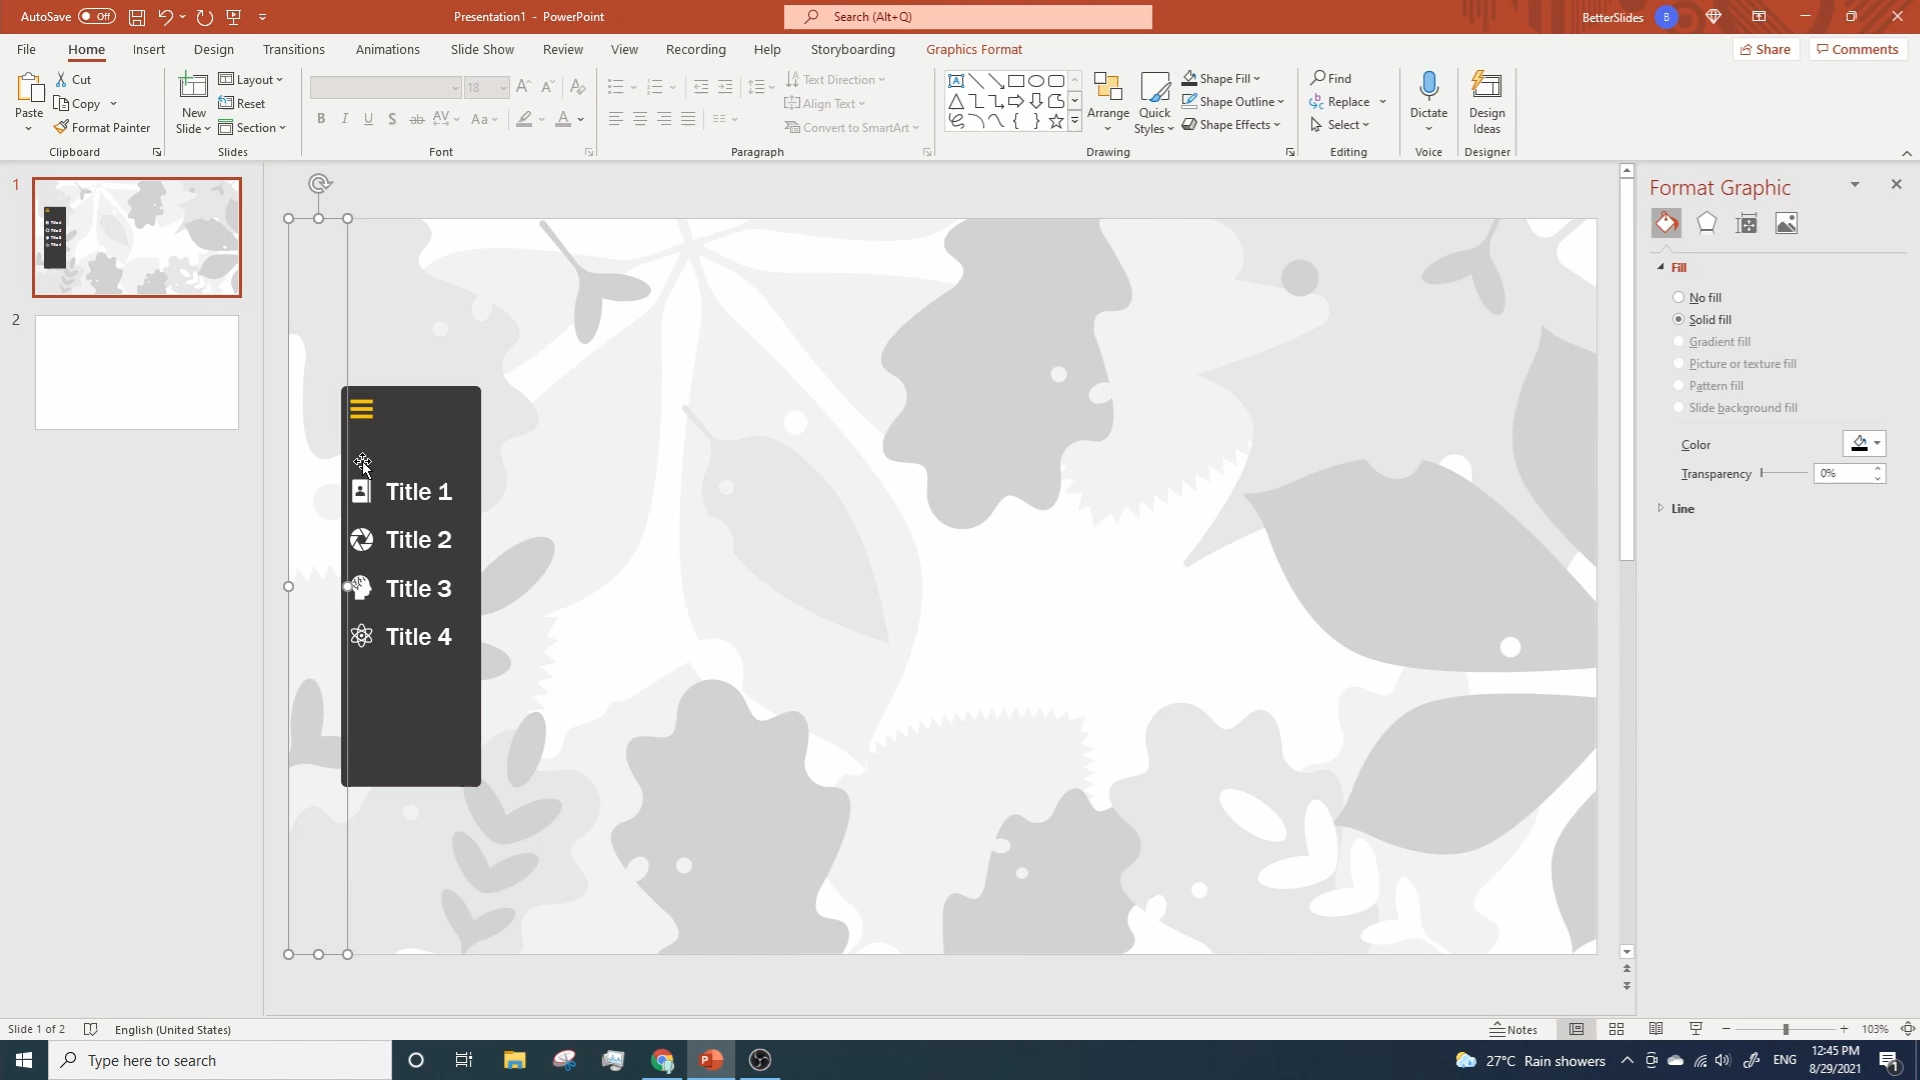 AutoSave Off Presentation1 - PowerPoint Search (Alt+Q) BetterSlides B
File Home Insert Design Transitions Animations Slide Show Review View Recording Help Storyboarding Graphics Format Share Comments
Paste Cut Copy Format Painter Clipboard
New Slide Layout Reset Section Slides
18 Font
Text Direction Align Text Convert to SmartArt Paragraph
Arrange Quick Styles Shape Fill Shape Outline Shape Effects Drawing
Find Replace Select Editing
Dictate Voice
Design Ideas Designer
1
2
Title 1
Title 2
Title 3
Title 4
Format Graphic
Fill
No fill
Solid fill
Gradient fill
Picture or texture fill
Pattern fill
Slide background fill
Color
Transparency 0%
Line
Slide 1 of 2 English (United States) Notes 103%
Type here to search 27°C Rain showers ENG 12:45 PM
8/29/2021 1